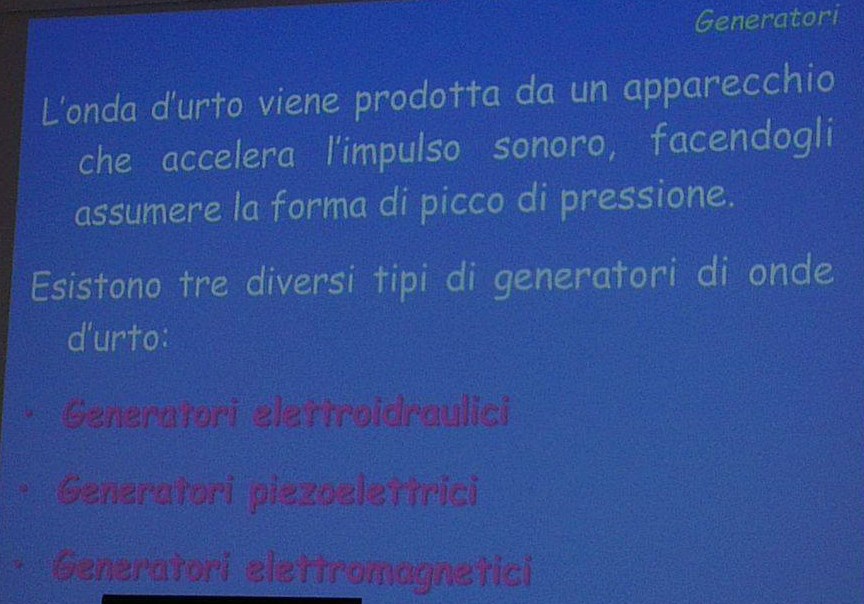 Generatori
L'onda d'urto viene prodotta da un apparecchio
che accelera l'impulso sonoro, facendogli
assumere la forma di picco di pressione.
Esistono tre diversi tipi di generatori di onde
d'urto:
• Generatori elettroidraulici
• Generatori piezoelettrici
• Generatori elettromagnetici